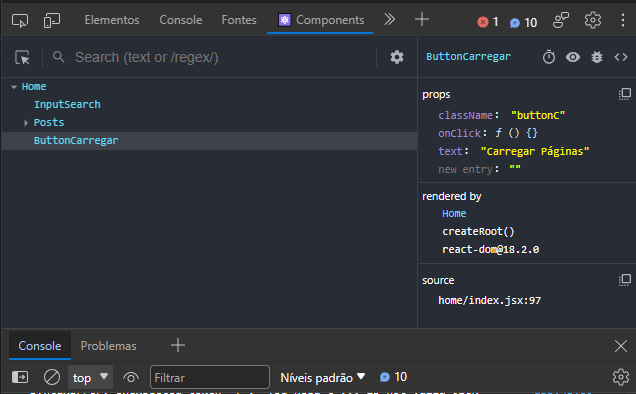 Elementos Console Fontes Components 1 10
Search (text or /regex/)
ButtonCarregar
Home
InputSearch
Posts
ButtonCarregar
props
className: "buttonC"
onClick: ƒ () {}
text: "Carregar Páginas"
new entry: ""
rendered by
Home
createRoot()
react-dom@18.2.0
source
home/index.jsx:97
Console Problemas
top Filtrar Níveis padrão 10